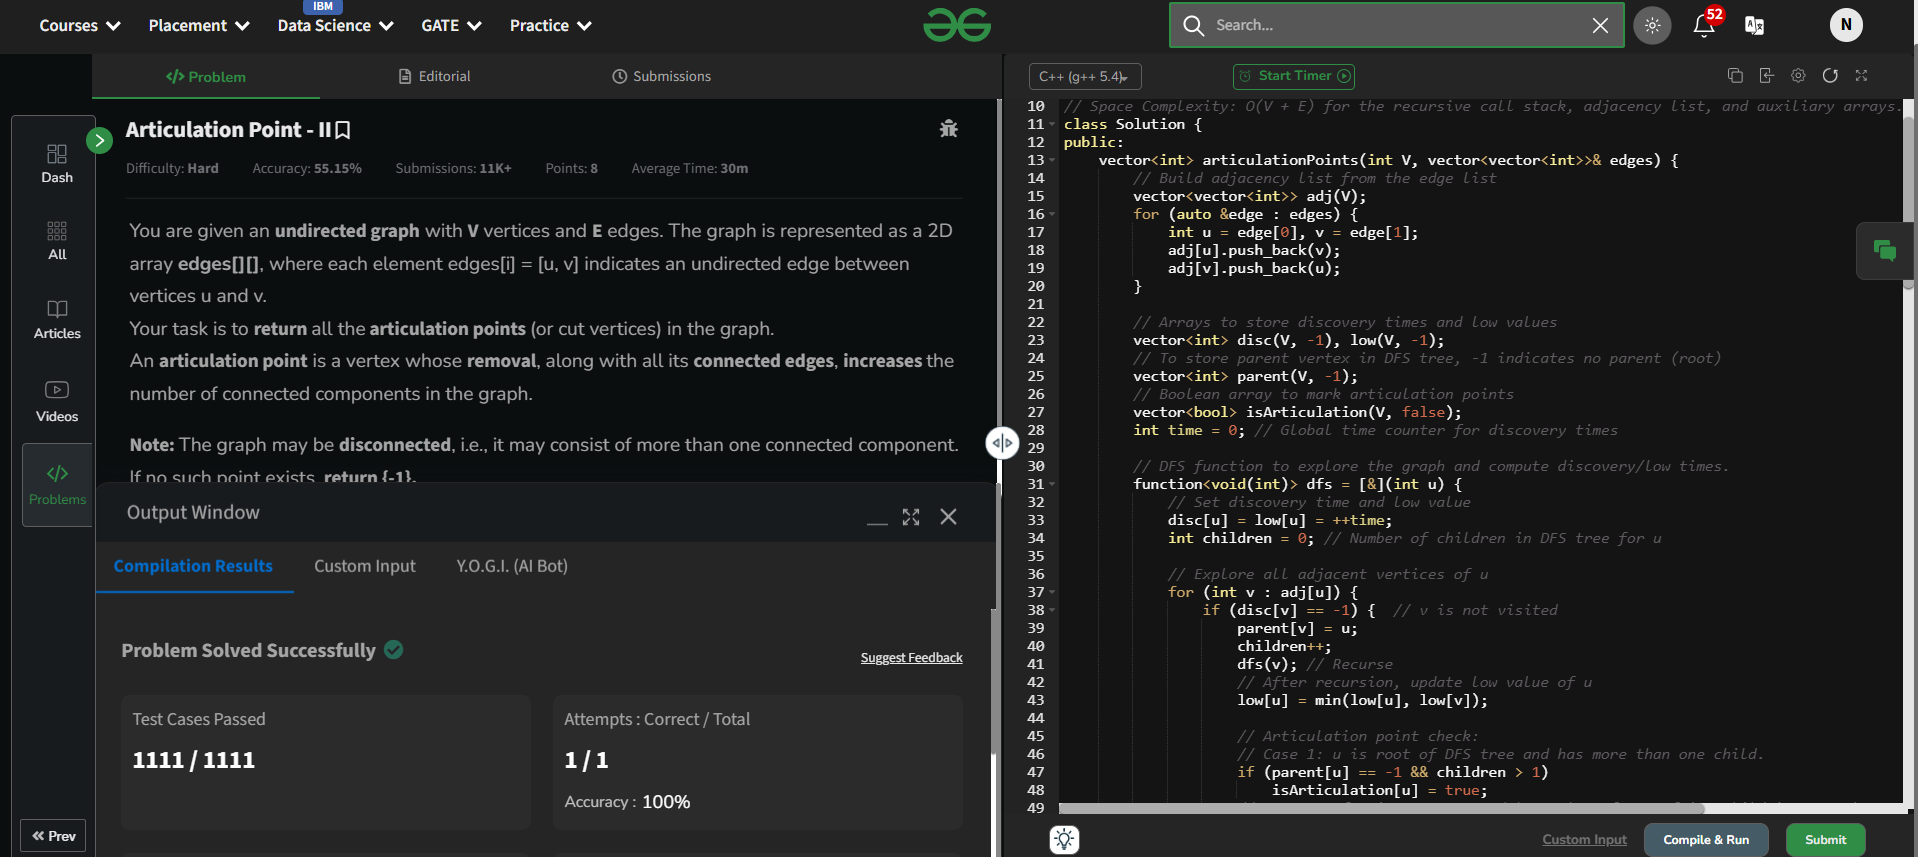 Courses
Placement
IBM
Data Science
GATE
Practice
Search...
52
N
Problem
Editorial
Submissions
C++ (g++ 5.4)
Start Timer
Dash
All
Articles
Videos
Problems
Prev
Articulation Point - II
Difficulty: Hard
Accuracy: 55.15%
Submissions: 11K+
Points: 8
Average Time: 30m
You are given an undirected graph with V vertices and E edges. The graph is represented as a 2D
array edges[][], where each element edges[i] = [u, v] indicates an undirected edge between
vertices u and v.
Your task is to return all the articulation points (or cut vertices) in the graph.
An articulation point is a vertex whose removal, along with all its connected edges, increases the
number of connected components in the graph.
Note: The graph may be disconnected, i.e., it may consist of more than one connected component.
If no such point exists, return {-1}.
Output Window
Compilation Results
Custom Input
Y.O.G.I. (AI Bot)
Problem Solved Successfully
Suggest Feedback
Test Cases Passed
1111 / 1111
Attempts : Correct / Total
1 / 1
Accuracy : 100%
10 // Space Complexity: O(V + E) for the recursive call stack, adjacency list, and auxiliary arrays.
11 class Solution {
12 public:
13 vector<int> articulationPoints(int V, vector<vector<int>>& edges) {
14 // Build adjacency list from the edge list
15 vector<vector<int>> adj(V);
16 for (auto &edge : edges) {
17 int u = edge[0], v = edge[1];
18 adj[u].push_back(v);
19 adj[v].push_back(u);
20 }
21
22 // Arrays to store discovery times and low values
23 vector<int> disc(V, -1), low(V, -1);
24 // To store parent vertex in DFS tree, -1 indicates no parent (root)
25 vector<int> parent(V, -1);
26 // Boolean array to mark articulation points
27 vector<bool> isArticulation(V, false);
28 int time = 0; // Global time counter for discovery times
29
30 // DFS function to explore the graph and compute discovery/low times.
31 function<void(int)> dfs = [&](int u) {
32 // Set discovery time and low value
33 disc[u] = low[u] = ++time;
34 int children = 0; // Number of children in DFS tree for u
35
36 // Explore all adjacent vertices of u
37 for (int v : adj[u]) {
38 if (disc[v] == -1) { // v is not visited
39 parent[v] = u;
40 children++;
41 dfs(v); // Recurse
42 // After recursion, update low value of u
43 low[u] = min(low[u], low[v]);
44
45 // Articulation point check:
46 // Case 1: u is root of DFS tree and has more than one child.
47 if (parent[u] == -1 && children > 1)
48 isArticulation[u] = true;
49
Custom Input
Compile & Run
Submit